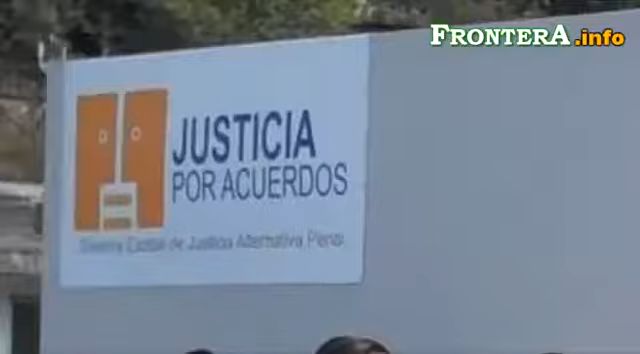 FRONTERA.info
JUSTICIA
POR ACUERDOS
Sistema Estatal de Justicia Alternativa Penal